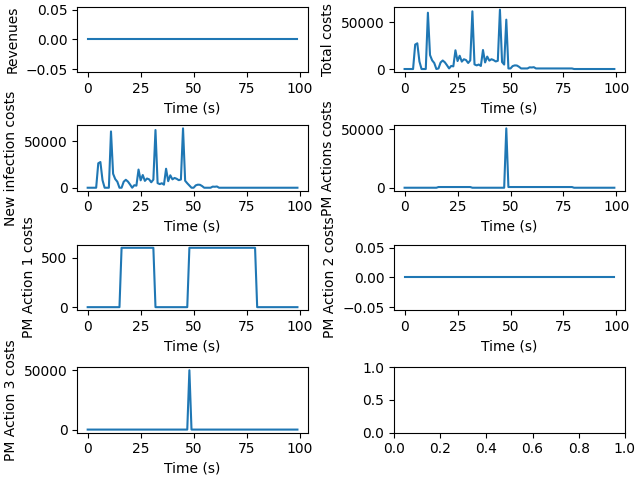 Revenues
0.05
0.00
−0.05
0 25 50 75 100
Time (s)
Total costs
50000
0
0 25 50 75 100
Time (s)
New infection costs
50000
0
0 25 50 75 100
Time (s)
PM Actions costs
50000
0
0 25 50 75 100
Time (s)
PM Action 1 costs
500
0
0 25 50 75 100
Time (s)
PM Action 2 costs
0.05
0.00
−0.05
0 25 50 75 100
Time (s)
PM Action 3 costs
50000
0
0 25 50 75 100
Time (s)
1.0
0.5
0.0
0.0 0.2 0.4 0.6 0.8 1.0